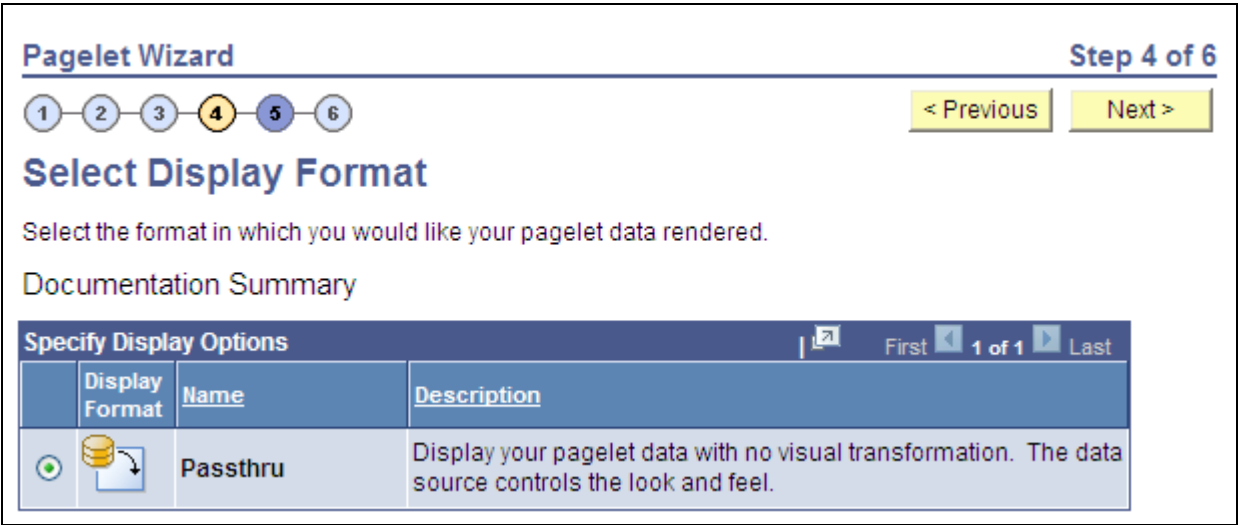 Pagelet Wizard Step 4 of 6
1 2 3 4 5 6 < Previous Next >
Select Display Format
Select the format in which you would like your pagelet data rendered.
Documentation Summary
Specify Display Options First 1 of 1 Last
Display Format Name Description
Passthru Display your pagelet data with no visual transformation. The data
source controls the look and feel.